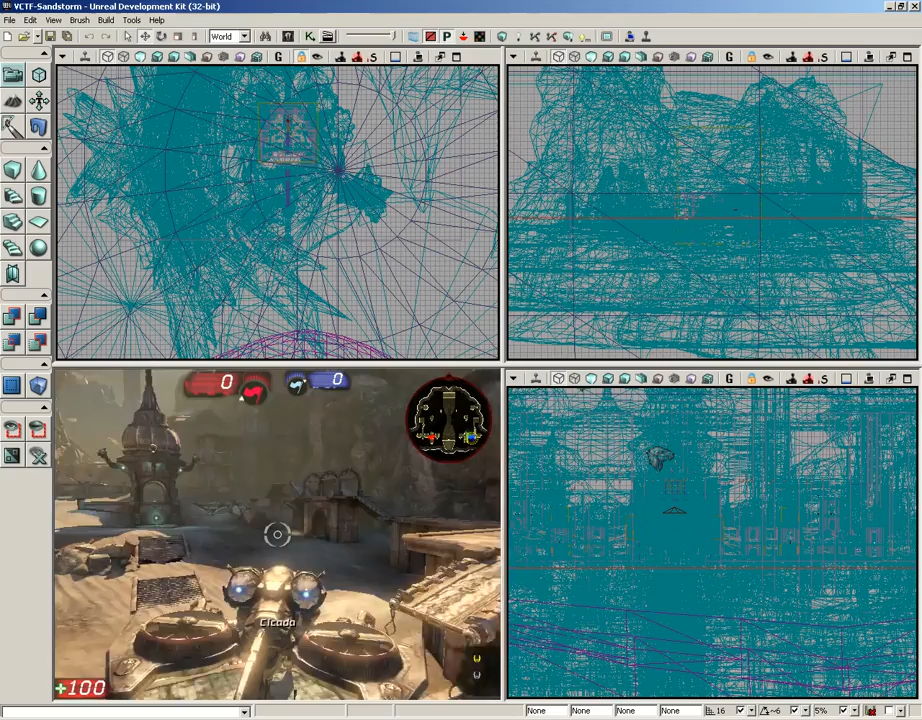 VCTF-Sandstorm - Unreal Development Kit (32-bit)
File Edit View Brush Build Tools Help
World
P
G S
G S
0 0
G S
Cicada
+100
None None None None 16 ~6 5%